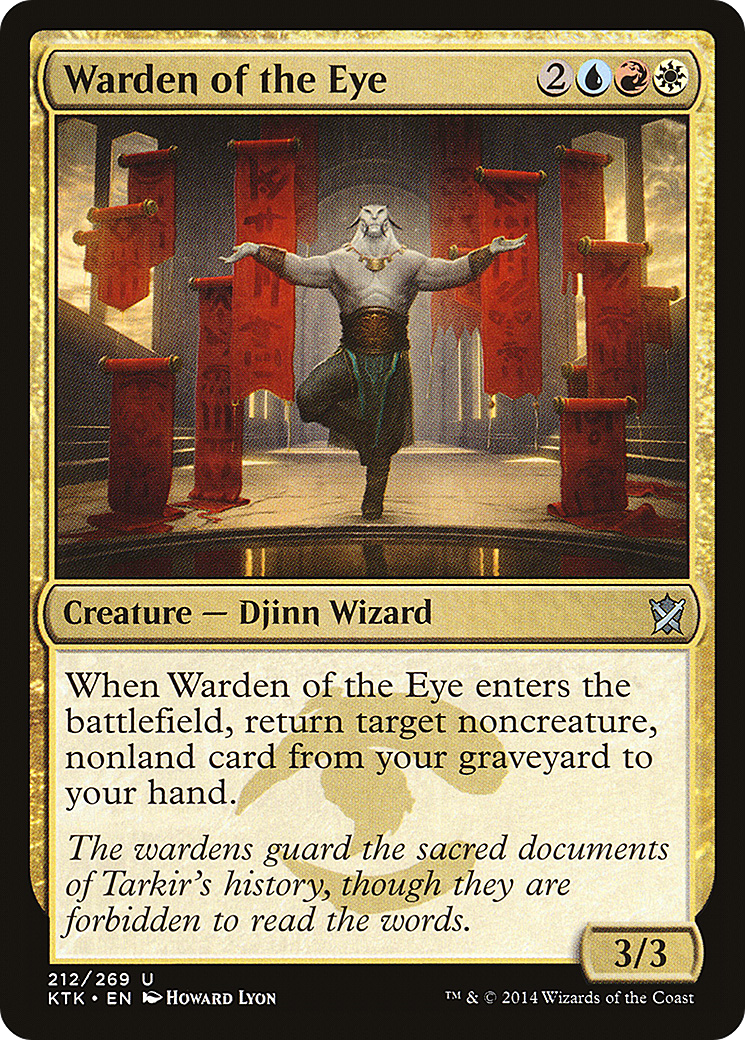 Warden of the Eye 2
Creature — Djinn Wizard
When Warden of the Eye enters the
battlefield, return target noncreature,
nonland card from your graveyard to
your hand.
The wardens guard the sacred documents
of Tarkir's history, though they are
forbidden to read the words.
3/3
212/269 U
KTK • EN Howard Lyon
™ & © 2014 Wizards of the Coast